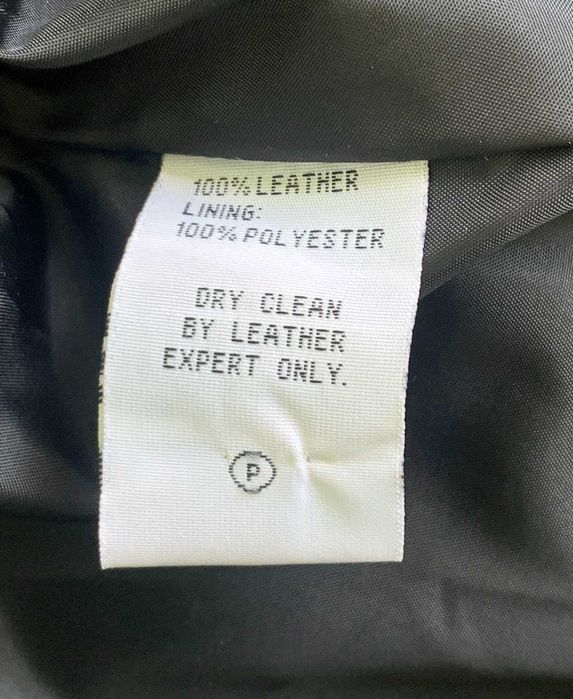 100% LEATHER
LINING:
100% POLYESTER
DRY CLEAN
BY LEATHER
EXPERT ONLY.
P